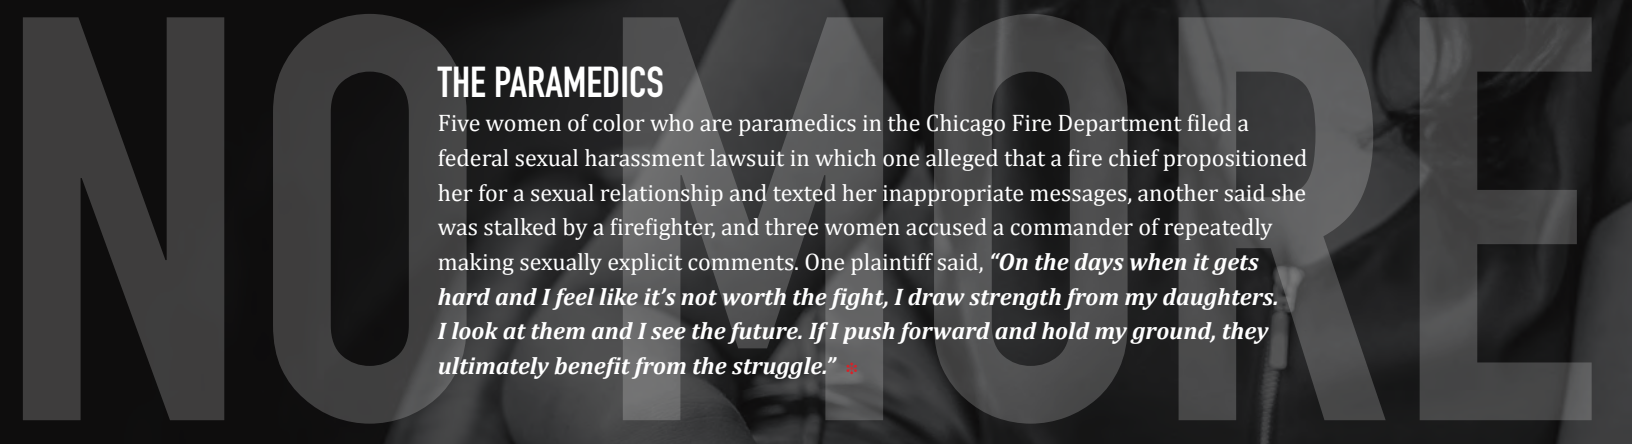 NO MORE
THE PARAMEDICS
Five women of color who are paramedics in the Chicago Fire Department filed a
federal sexual harassment lawsuit in which one alleged that a fire chief propositioned
her for a sexual relationship and texted her inappropriate messages, another said she
was stalked by a firefighter, and three women accused a commander of repeatedly
making sexually explicit comments. One plaintiff said, “On the days when it gets
hard and I feel like it’s not worth the fight, I draw strength from my daughters.
I look at them and I see the future. If I push forward and hold my ground, they
ultimately benefit from the struggle.”